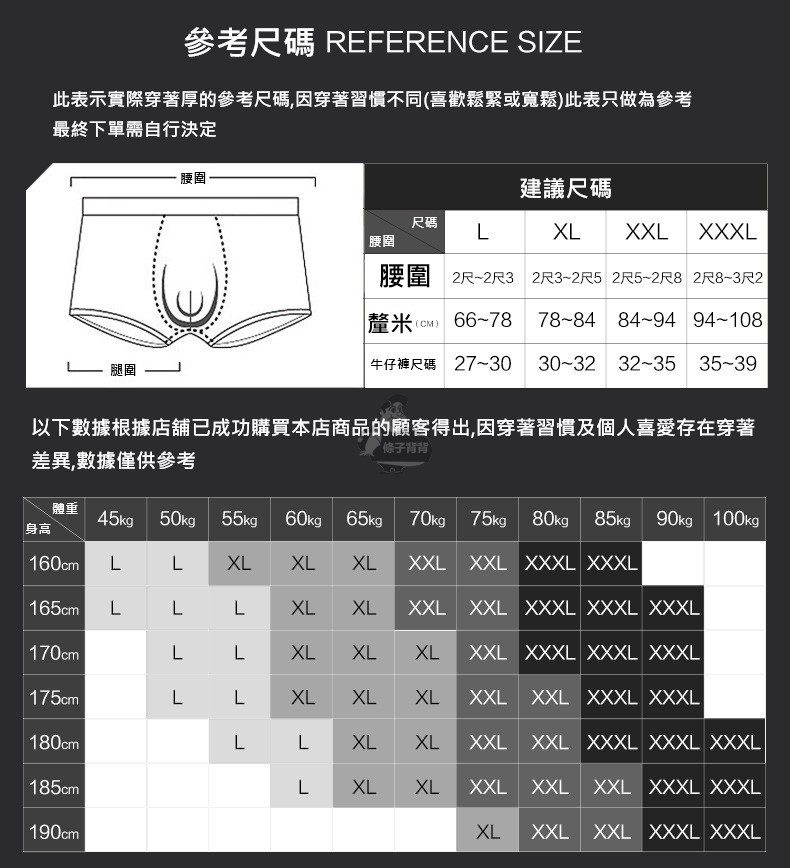 參考尺碼 REFERENCE SIZE
此表示實際穿著厚的參考尺碼,因穿著習慣不同(喜歡鬆緊或寬鬆)此表只做為參考
最終下單需自行決定
腰圍
腿圍
建議尺碼
尺碼
腰圍
L XL XXL XXXL
腰圍 2尺~2尺3 2尺3~2尺5 2尺5~2尺8 2尺8~3尺2
釐米(CM) 66~78 78~84 84~94 94~108
牛仔褲尺碼 27~30 30~32 32~35 35~39
以下數據根據店舖已成功購買本店商品的顧客得出,因穿著習慣及個人喜愛存在穿著
差異,數據僅供參考
條子背背
體重
身高
45kg 50kg 55kg 60kg 65kg 70kg 75kg 80kg 85kg 90kg 100kg
160cm L L XL XL XL XXL XXL XXXL XXXL
165cm L L L XL XL XXL XXL XXXL XXXL XXXL
170cm L L XL XL XL XXL XXXL XXXL XXXL
175cm L L XL XL XL XXL XXL XXXL XXXL
180cm L L XL XL XXL XXL XXXL XXXL XXXL
185cm L XL XL XXL XXL XXL XXXL XXXL
190cm XL XXL XXL XXXL XXXL